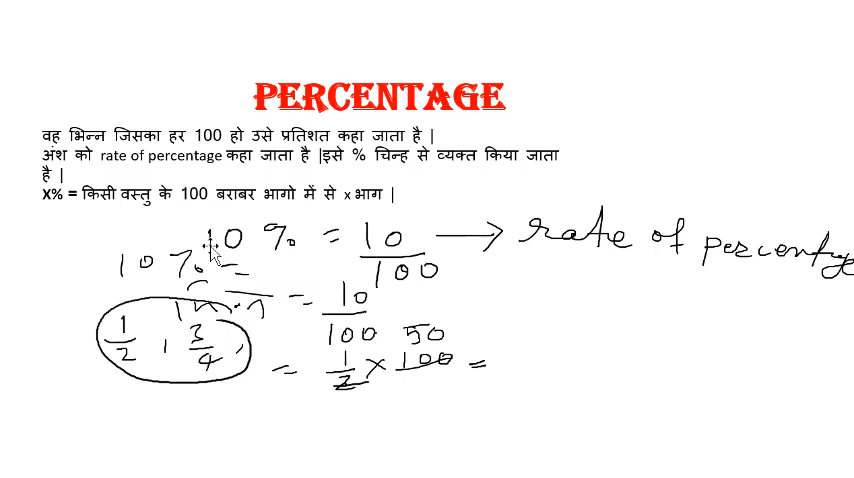 PERCENTAGE
वह भिन्न जिसका हर 100 हो उसे प्रतिशत कहा जाता है |
अंश को rate of percentage कहा जाता है |इसे % चिन्ह से व्यक्त किया जाता
है |
X% = किसी वस्तु के 100 बराबर भागो में से x भाग |
10 % = 10/100 → rate of percentage
10 % =
= 10/100
1/2 , 3/4 ,
50
= 1/2 × 100 =